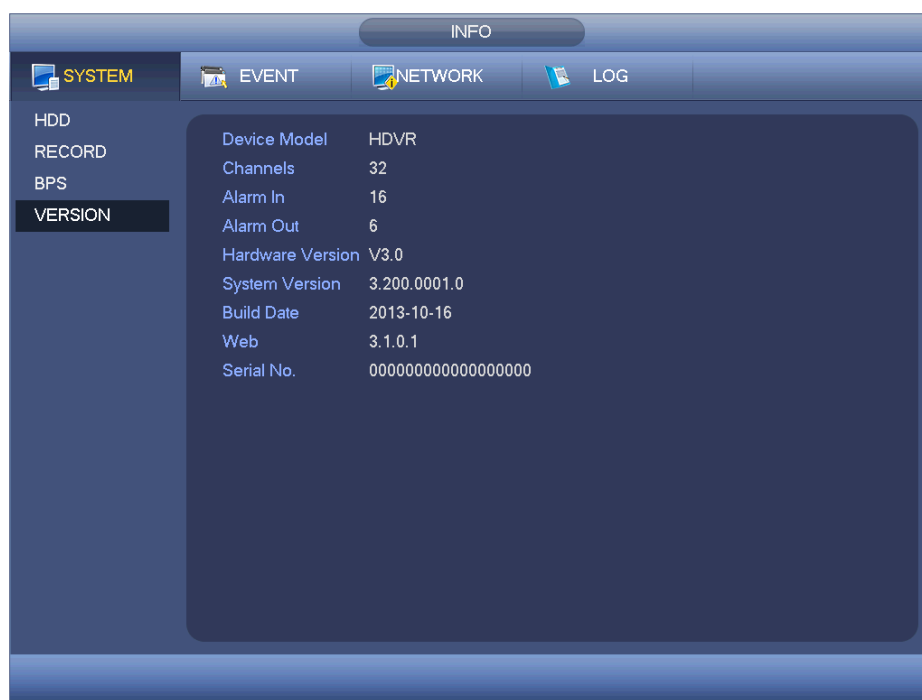 INFO
SYSTEM EVENT NETWORK LOG
HDD
RECORD
BPS
VERSION
Device Model HDVR
Channels 32
Alarm In 16
Alarm Out 6
Hardware Version V3.0
System Version 3.200.0001.0
Build Date 2013-10-16
Web 3.1.0.1
Serial No. 000000000000000000